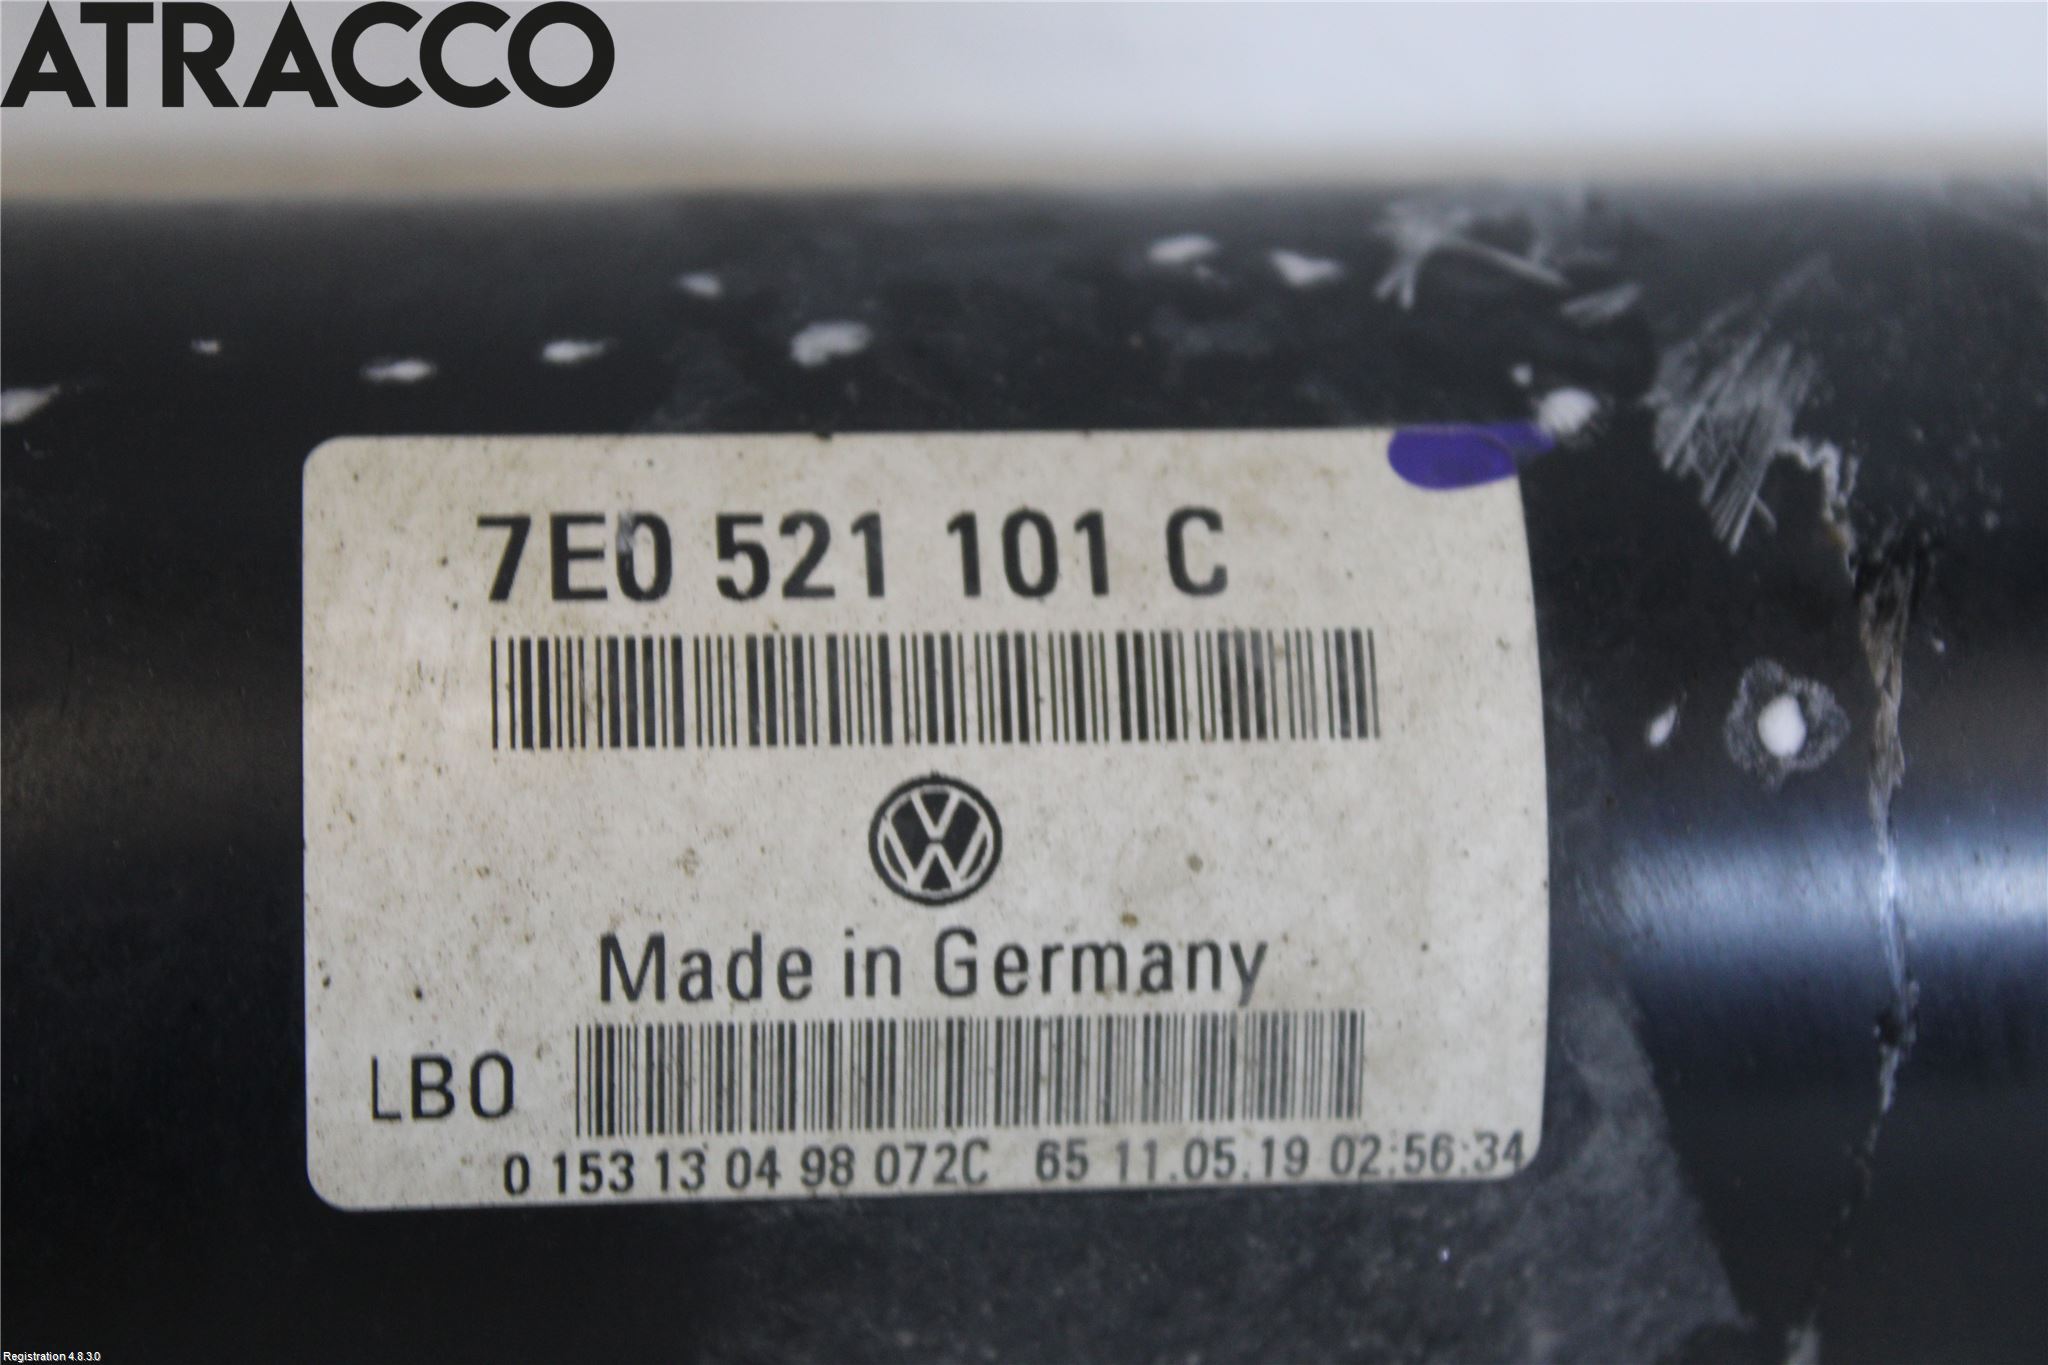 ATRACCO
7E0 521 101 C
Made in Germany
LBO
0 153 13 04 98 072C 65 11.05.19 02:56:34
Registration 4.8.3.0